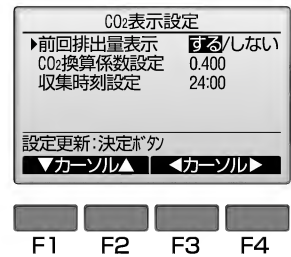 CO₂表示設定
▶前回排出量表示 する/しない
CO₂換算係数設定 0.400
収集時刻設定 24:00
設定更新:決定ボタン
▼カーソル▲ ◀カーソル▶
F1 F2 F3 F4